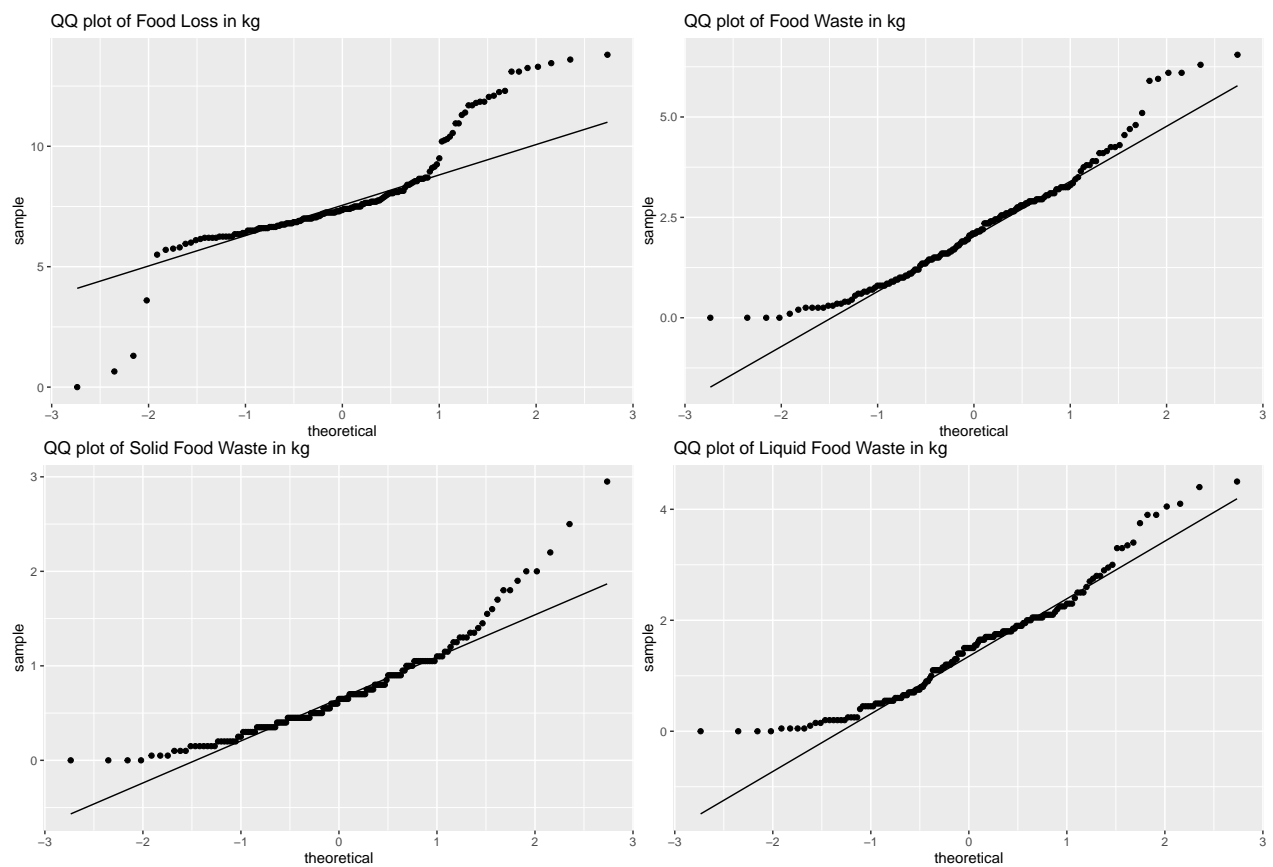 QQ plot of Food Loss in kg
10
5
0
sample
−3 −2 −1 0 1 2 3
theoretical
QQ plot of Food Waste in kg
5.0
2.5
0.0
sample
−3 −2 −1 0 1 2 3
theoretical
QQ plot of Solid Food Waste in kg
3
2
1
0
sample
−3 −2 −1 0 1 2 3
theoretical
QQ plot of Liquid Food Waste in kg
4
2
0
sample
−3 −2 −1 0 1 2 3
theoretical